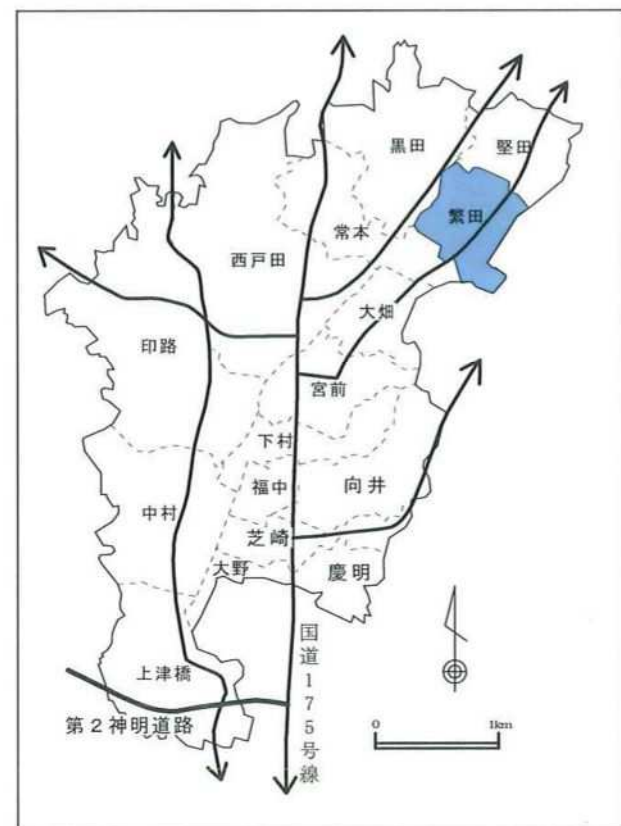 黒田
堅田
繁田
常本
西戸田
大畑
印路
宮前
下村
福中
向井
中村
芝崎
大野
慶明
上津橋
国道175号線
第2神明道路
0
1km